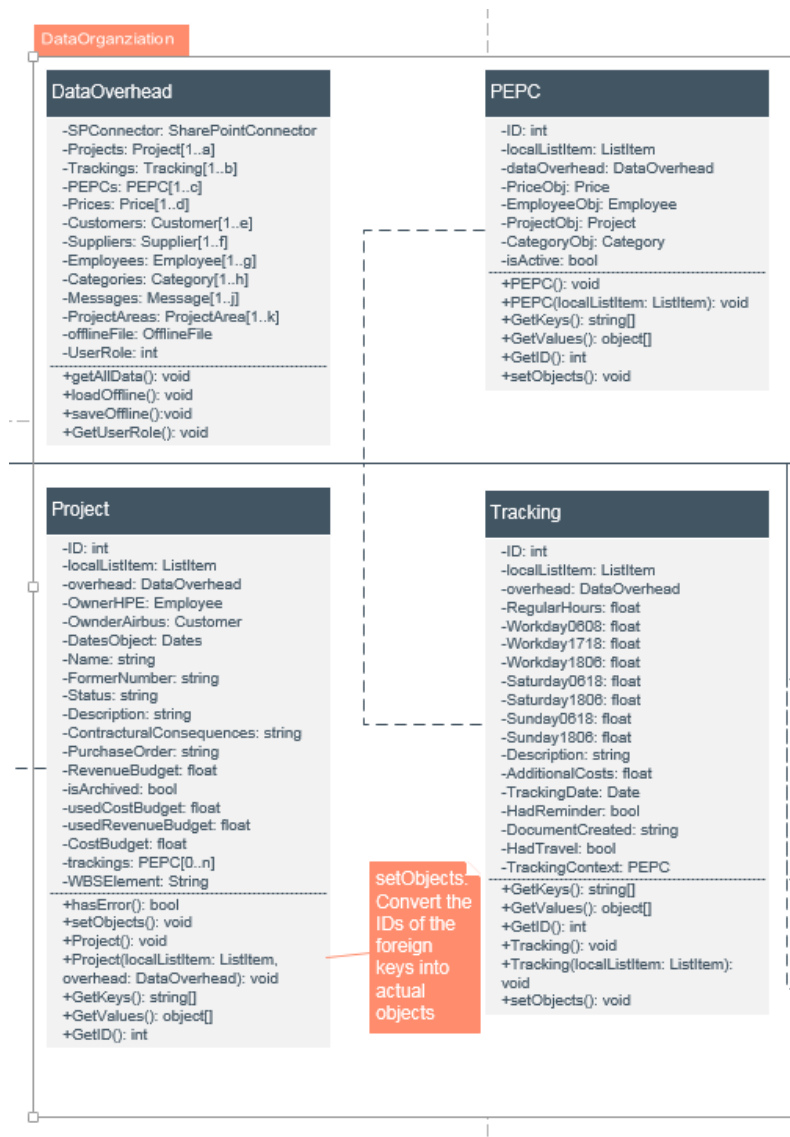 DataOrganziation
DataOverhead
-SPConnector: SharePointConnector
-Projects: Project[1..a]
-Trackings: Tracking[1..b]
-PEPCs: PEPC[1..c]
-Prices: Price[1..d]
-Customers: Customer[1..e]
-Suppliers: Supplier[1..f]
-Employees: Employee[1..g]
-Categories: Category[1..h]
-Messages: Message[1..j]
-ProjectAreas: ProjectArea[1..k]
-offlineFile: OfflineFile
-UserRole: int
+getAllData(): void
+loadOffline(): void
+saveOffline():void
+GetUserRole(): void
PEPC
-ID: int
-localListItem: ListItem
-dataOverhead: DataOverhead
-PriceObj: Price
-EmployeeObj: Employee
-ProjectObj: Project
-CategoryObj: Category
-isActive: bool
+PEPC(): void
+PEPC(localListItem: ListItem): void
+GetKeys(): string[]
+GetValues(): object[]
+GetID(): int
+setObjects(): void
Project
-ID: int
-localListItem: ListItem
-overhead: DataOverhead
-OwnerHPE: Employee
-OwnderAirbus: Customer
-DatesObject: Dates
-Name: string
-FormerNumber: string
-Status: string
-Description: string
-ContracturalConsequences: string
-PurchaseOrder: string
-RevenueBudget: float
-isArchived: bool
-usedCostBudget: float
-usedRevenueBudget: float
-CostBudget: float
-trackings: PEPC[0..n]
-WBSElement: String
+hasError(): bool
+setObjects(): void
+Project(): void
+Project(localListItem: ListItem,
overhead: DataOverhead): void
+GetKeys(): string[]
+GetValues(): object[]
+GetID(): int
setObjects:
Convert the
IDs of the
foreign
keys into
actual
objects
Tracking
-ID: int
-localListItem: ListItem
-overhead: DataOverhead
-RegularHours: float
-Workday0608: float
-Workday1718: float
-Workday1806: float
-Saturday0618: float
-Saturday1806: float
-Sunday0618: float
-Sunday1806: float
-Description: string
-AdditionalCosts: float
-TrackingDate: Date
-HadReminder: bool
-DocumentCreated: string
-HadTravel: bool
-TrackingContext: PEPC
+GetKeys(): string[]
+GetValues(): object[]
+GetID(): int
+Tracking(): void
+Tracking(localListItem: ListItem):
void
+setObjects(): void